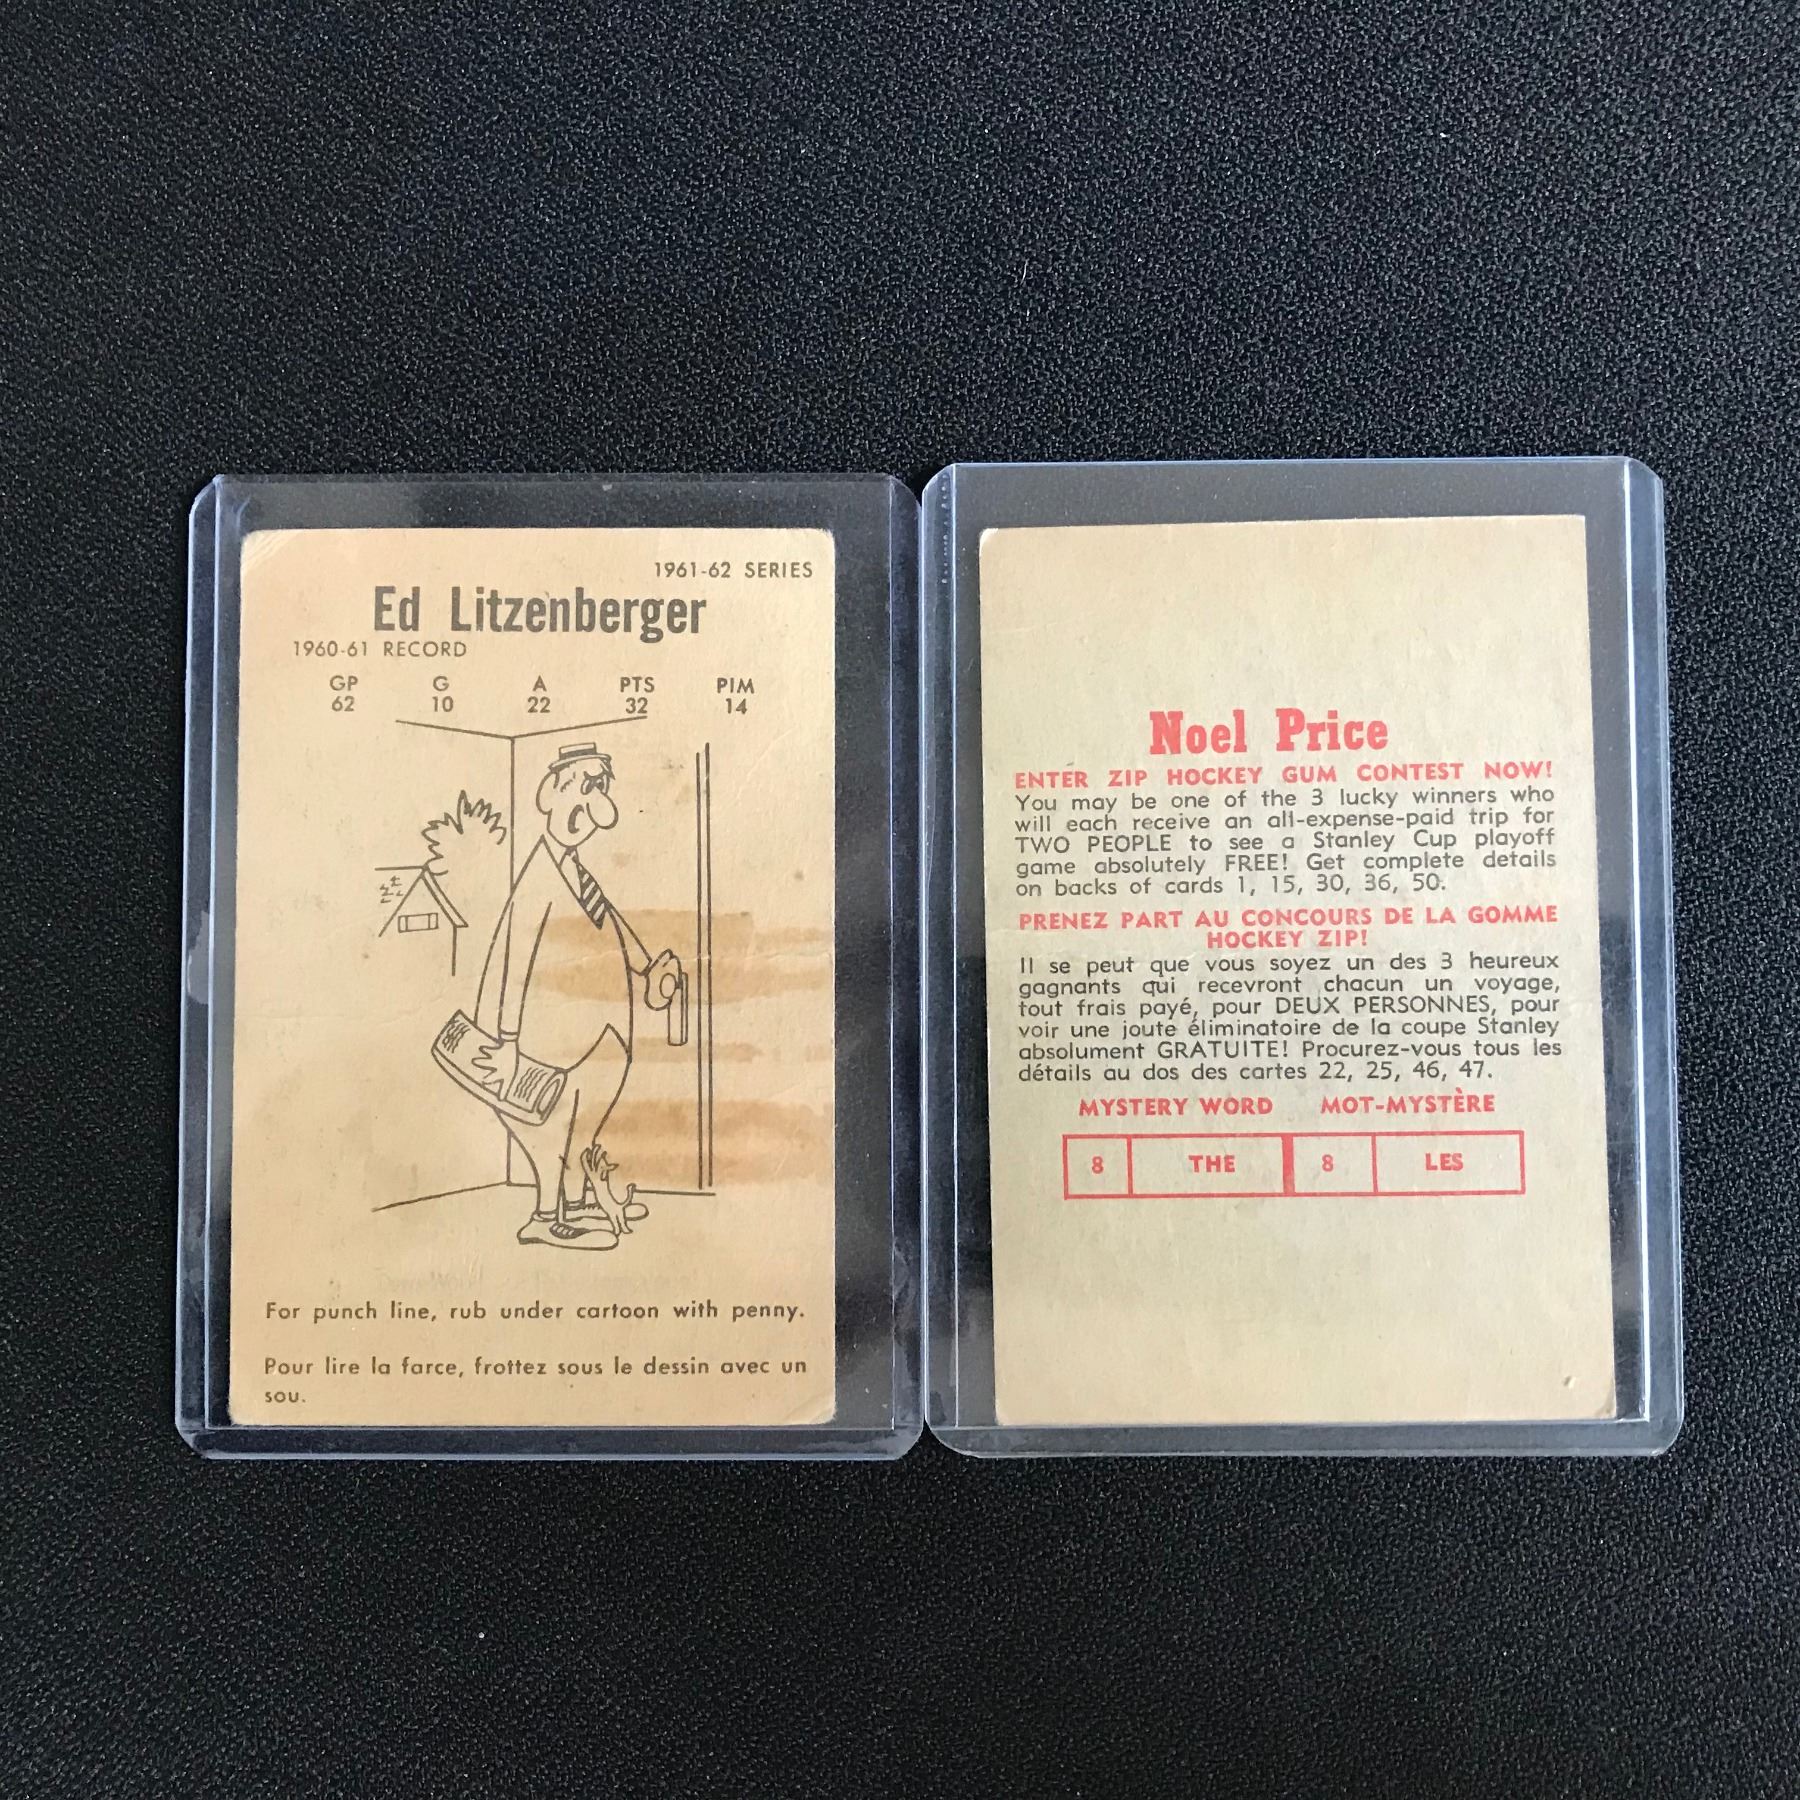 1961-62 SERIES
Ed Litzenberger
1960-61 RECORD
GP G A PTS PIM
62 10 22 32 14
For punch line, rub under cartoon with penny.
Pour lire la farce, frottez sous le dessin avec un
sou.
Noel Price
ENTER ZIP HOCKEY GUM CONTEST NOW!
You may be one of the 3 lucky winners who
will each receive an all-expense-paid trip for
TWO PEOPLE to see a Stanley Cup playoff
game absolutely FREE! Get complete details
on backs of cards 1, 15, 30, 36, 50.
PRENEZ PART AU CONCOURS DE LA GOMME
HOCKEY ZIP!
Il se peut que vous soyez un des 3 heureux
gagnants qui recevront chacun un voyage,
tout frais payé, pour DEUX PERSONNES, pour
voir une joute éliminatoire de la coupe Stanley
absolument GRATUITE! Procurez-vous tous les
détails au dos des cartes 22, 25, 46, 47.
MYSTERY WORD MOT-MYSTÈRE
8 THE 8 LES